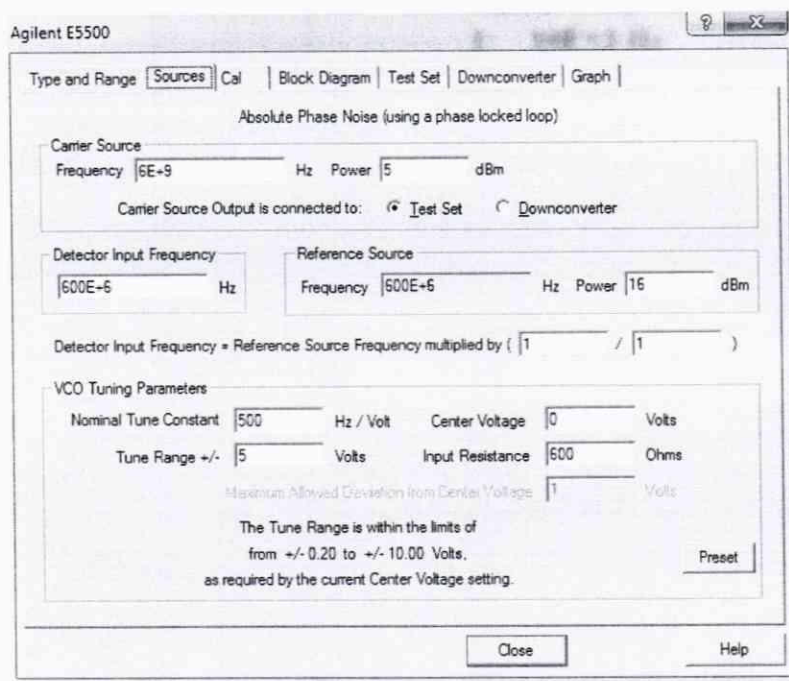 Agilent E5500
Type and Range Sources Cal Block Diagram Test Set Downconverter Graph
Absolute Phase Noise (using a phase locked loop)
Carrier Source
Frequency 6E+9 Hz Power 5 dBm
Carrier Source Output is connected to: Test Set Downconverter
Detector Input Frequency
600E+6 Hz
Reference Source
Frequency 600E+6 Hz Power 16 dBm
Detector Input Frequency = Reference Source Frequency multiplied by ( 1 / 1 )
VCO Tuning Parameters
Nominal Tune Constant 500 Hz / Volt Center Voltage 0 Volts
Tune Range +/- 5 Volts Input Resistance 600 Ohms
Maximum Allowed Deviation from Center Voltage 1 Volts
The Tune Range is within the limits of
from +/- 0.20 to +/- 10.00 Volts,
as required by the current Center Voltage setting.
Preset
Close Help